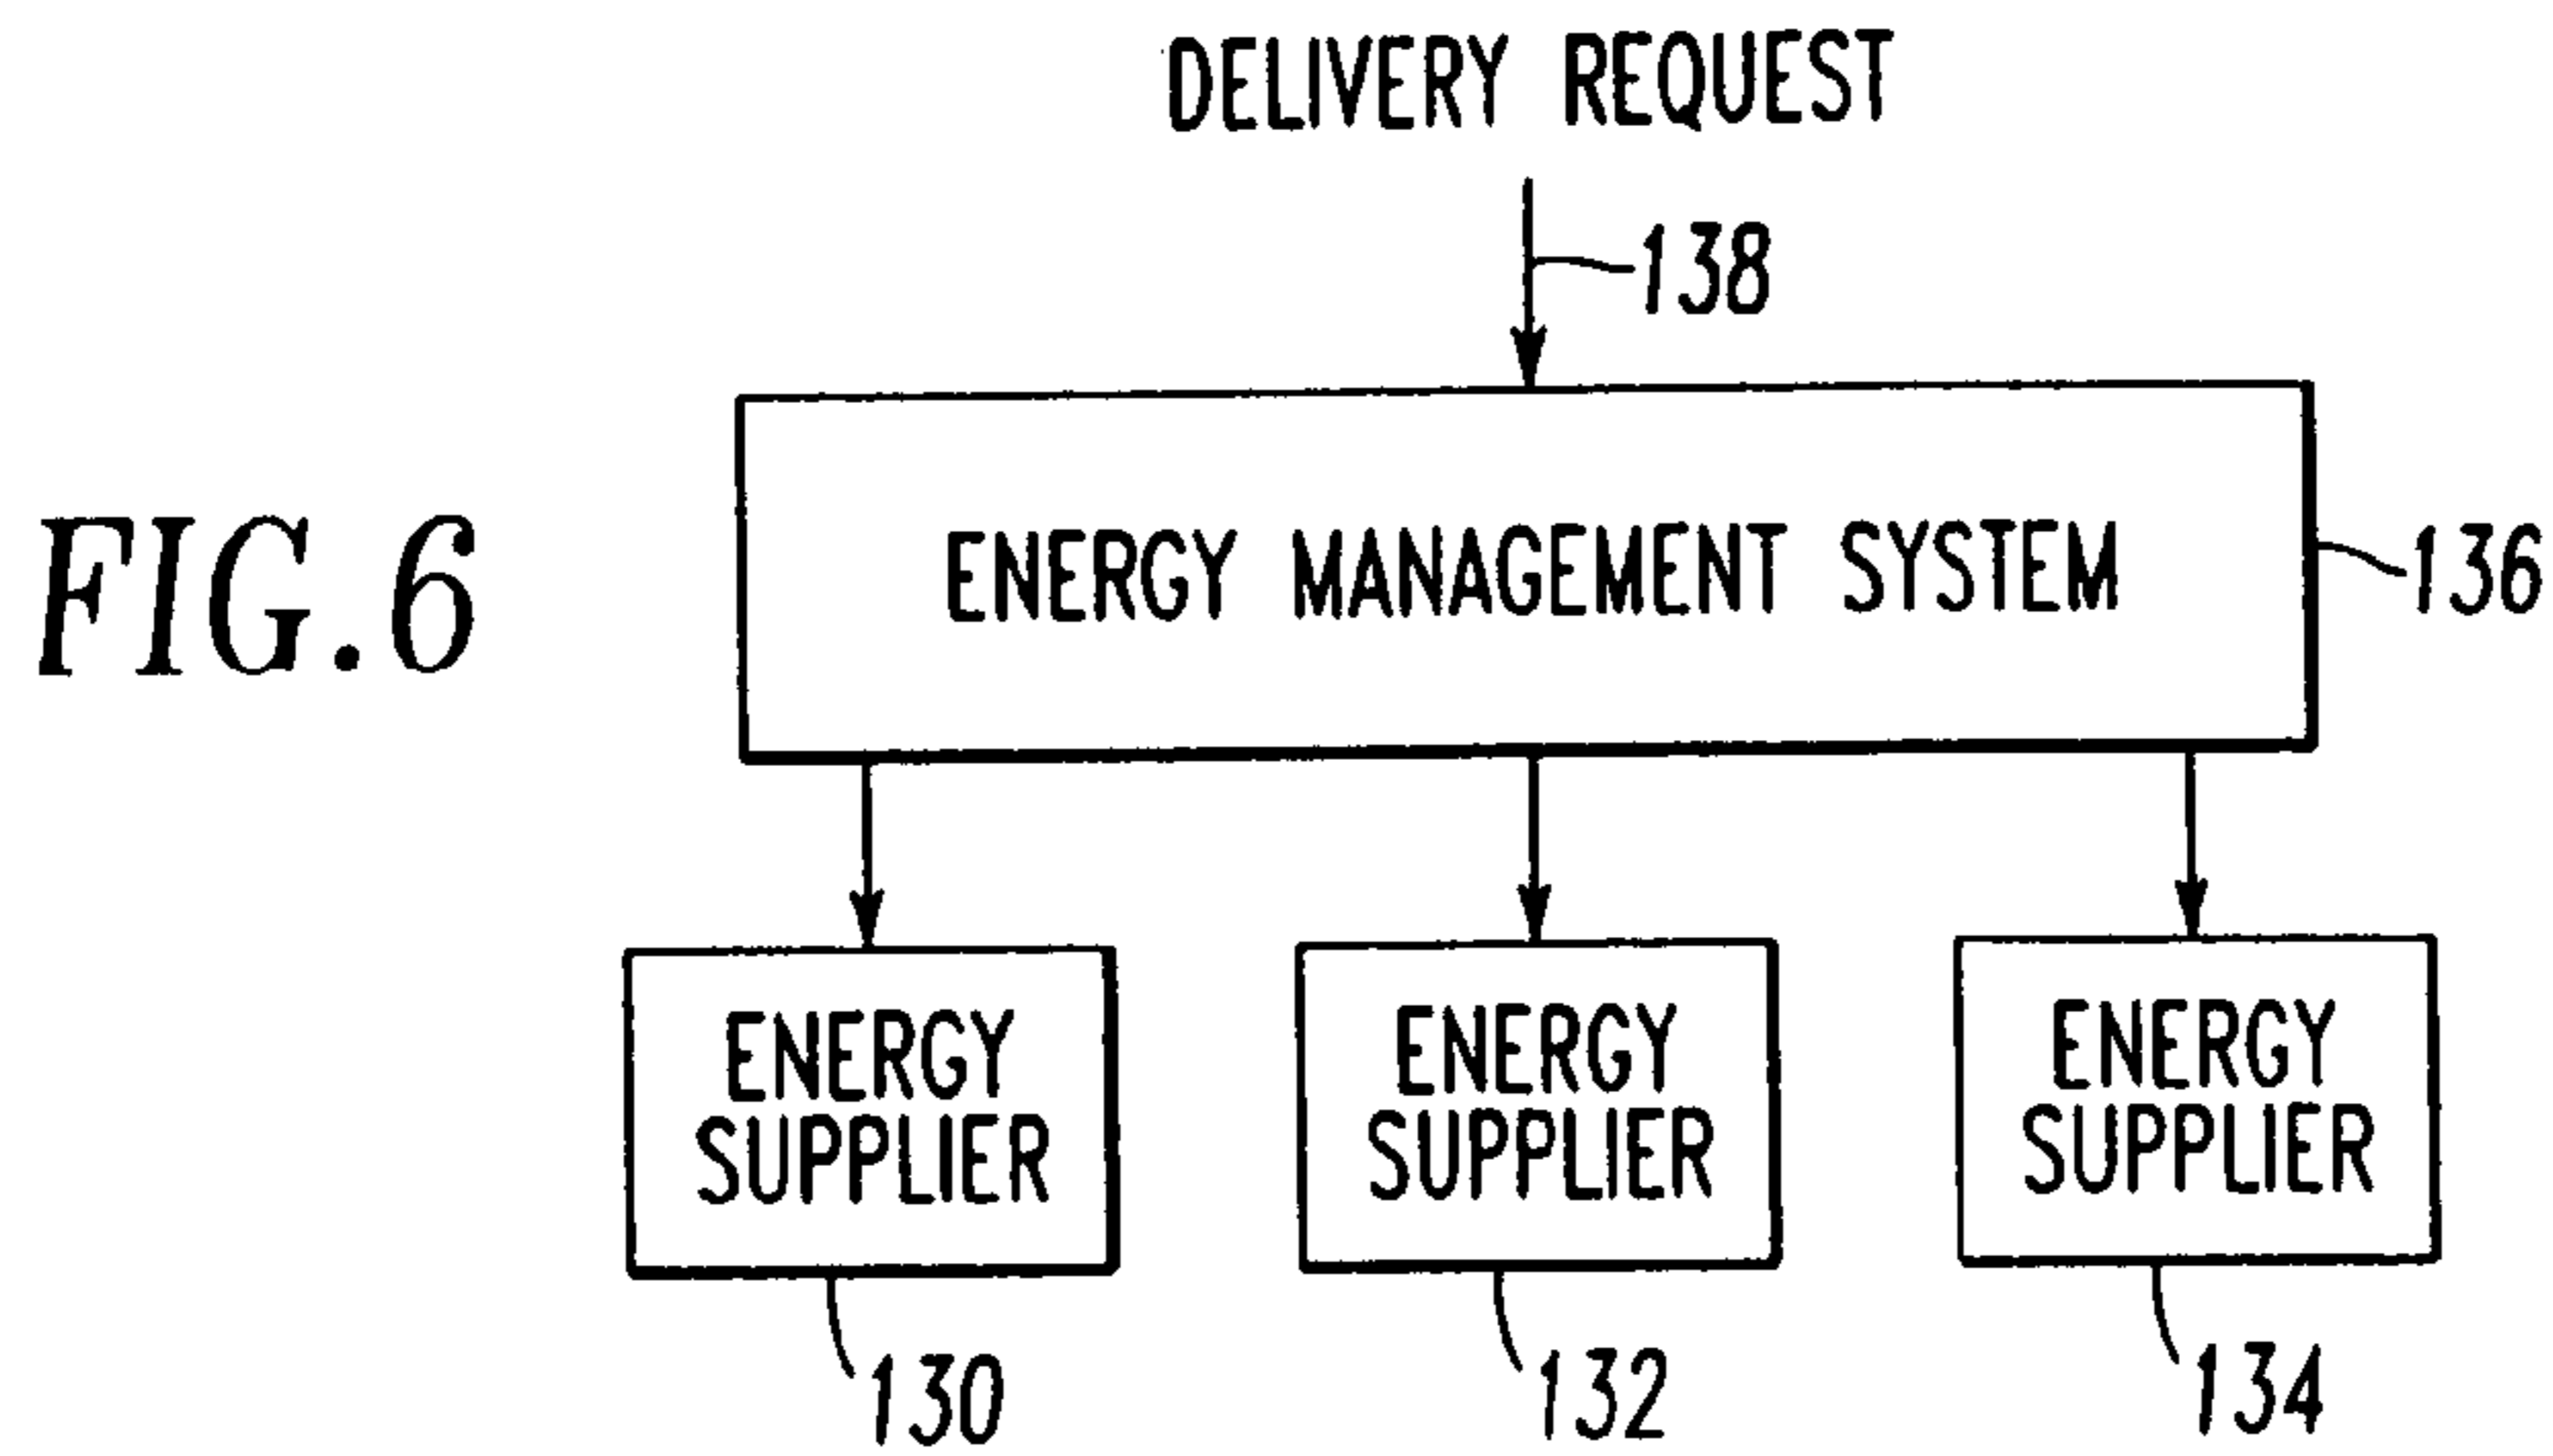 DELIVERY REQUEST
138
FIG. 6
ENERGY MANAGEMENT SYSTEM
136
ENERGY
SUPPLIER
130
ENERGY
SUPPLIER
132
ENERGY
SUPPLIER
134